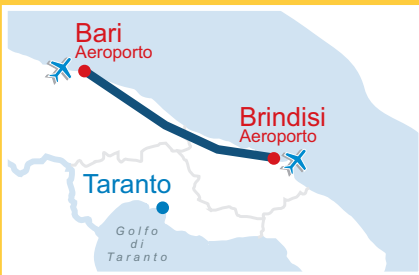 Bari
Aeroporto
Brindisi
Aeroporto
Taranto
Golfo
di
Taranto